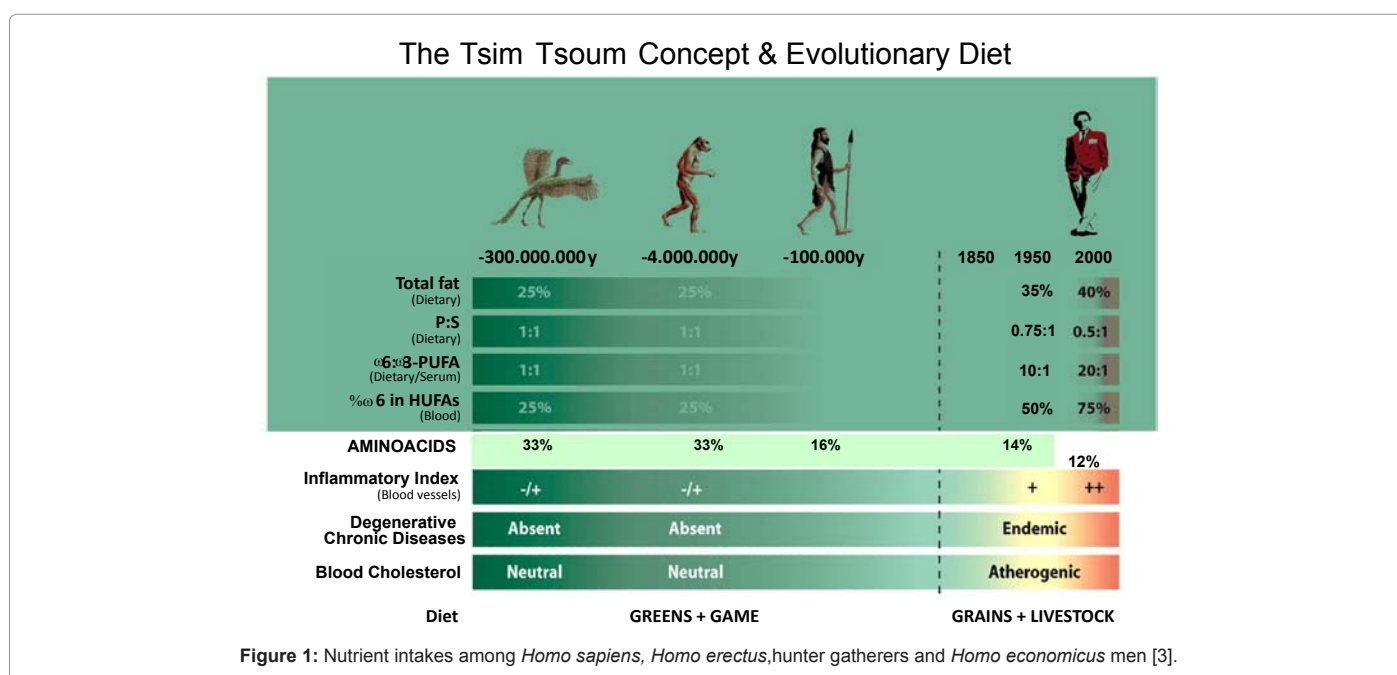 The Tsim Tsoum Concept & Evolutionary Diet
-300.000.000y -4.000.000y -100.000y 1850 1950 2000
Total fat 25% 25% 35% 40%
(Dietary)
P:S 1:1 1:1 0.75:1 0.5:1
(Dietary)
ω6:ω3-PUFA 1:1 1:1 10:1 20:1
(Dietary/Serum)
%ω6 in HUFAs 25% 25% 50% 75%
(Blood)
AMINOACIDS 33% 33% 16% 14%
12%
Inflammatory Index -/+ -/+ + ++
(Blood vessels)
Degenerative
Chronic Diseases Absent Absent Endemic
Blood Cholesterol Neutral Neutral Atherogenic
Diet GREENS + GAME GRAINS + LIVESTOCK
Figure 1: Nutrient intakes among Homo sapiens, Homo erectus,hunter gatherers and Homo economicus men [3].